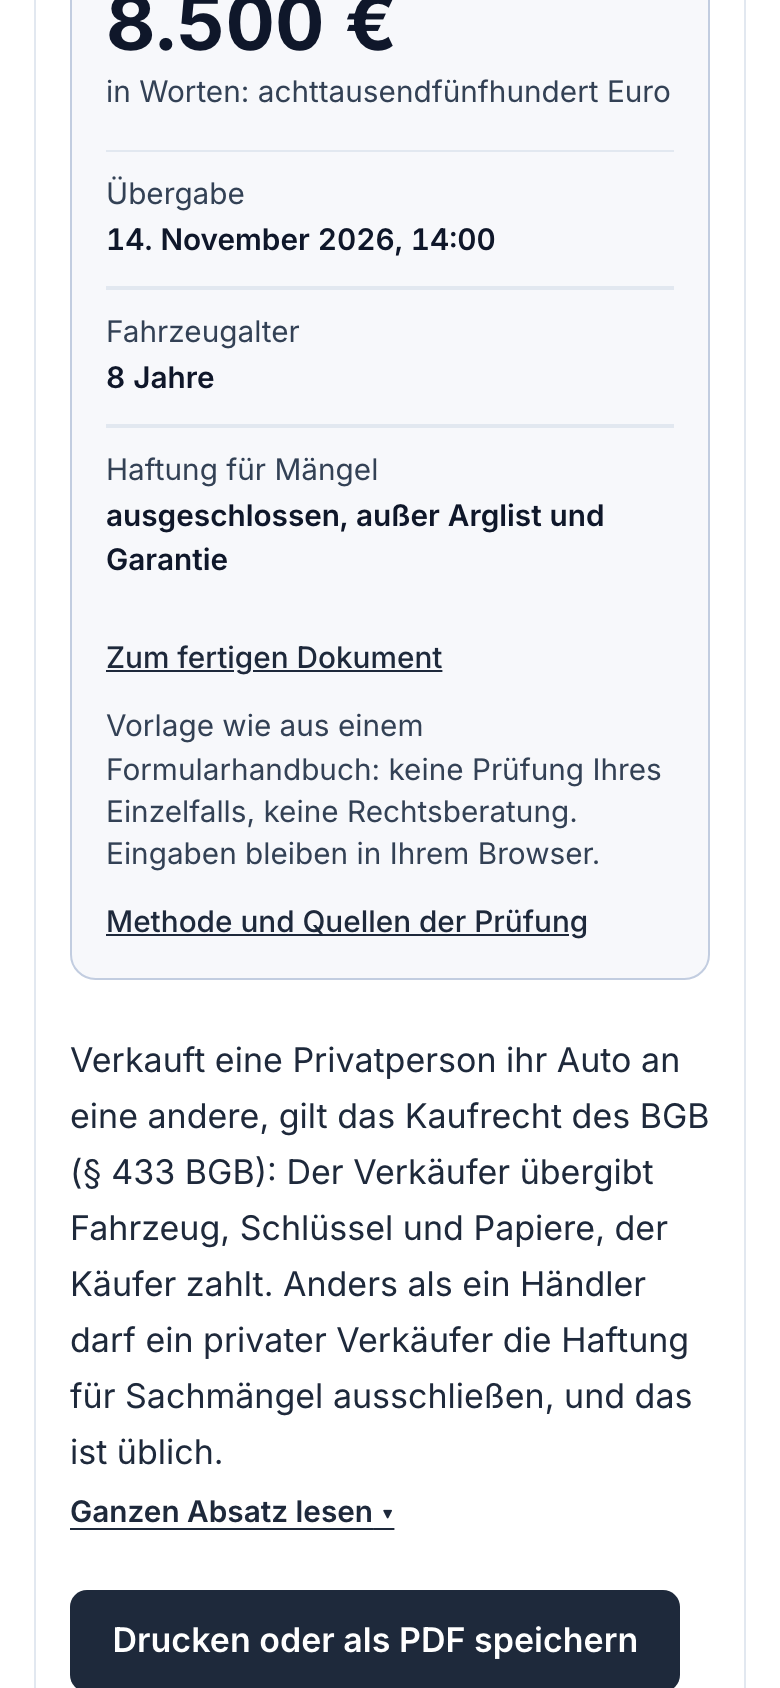 8.500 €
in Worten: achttausendfünfhundert Euro
Übergabe
14. November 2026, 14:00
Fahrzeugalter
8 Jahre
Haftung für Mängel
ausgeschlossen, außer Arglist und
Garantie
Zum fertigen Dokument
Vorlage wie aus einem
Formularhandbuch: keine Prüfung Ihres
Einzelfalls, keine Rechtsberatung.
Eingaben bleiben in Ihrem Browser.
Methode und Quellen der Prüfung
Verkauft eine Privatperson ihr Auto an
eine andere, gilt das Kaufrecht des BGB
(§ 433 BGB): Der Verkäufer übergibt
Fahrzeug, Schlüssel und Papiere, der
Käufer zahlt. Anders als ein Händler
darf ein privater Verkäufer die Haftung
für Sachmängel ausschließen, und das
ist üblich.
Ganzen Absatz lesen ▾
Drucken oder als PDF speichern